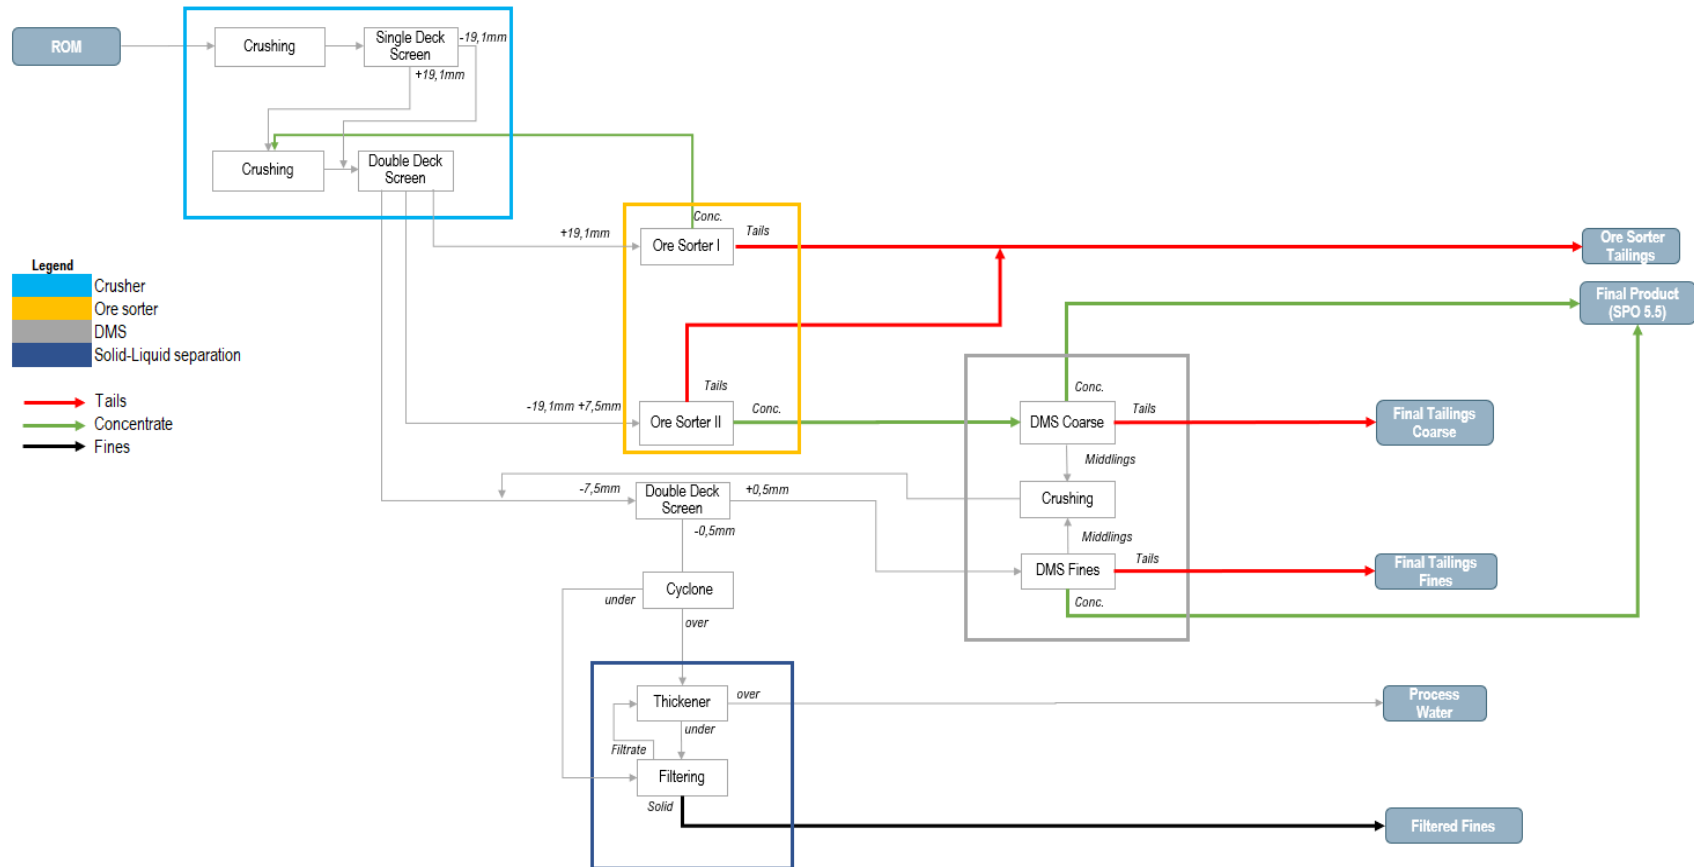 ROM
Crushing
Single Deck
Screen
-19,1mm
+19,1mm
Crushing
Double Deck
Screen
Conc.
+19,1mm
Ore Sorter I
Tails
Ore Sorter
Tailings
Legend
Crusher
Ore sorter
DMS
Solid-Liquid separation
Tails
Concentrate
Fines
Final Product
(SPO 5.5)
Tails
Conc.
-19,1mm +7,5mm
Ore Sorter II
Conc.
DMS Coarse
Tails
Final Tailings
Coarse
Middlings
-7,5mm
Double Deck
Screen
+0,5mm
Crushing
-0,5mm
Middlings
DMS Fines
Tails
Final Tailings
Fines
Conc.
Cyclone
under
over
Thickener
over
Process
Water
under
Filtrate
Filtering
Solid
Filtered Fines